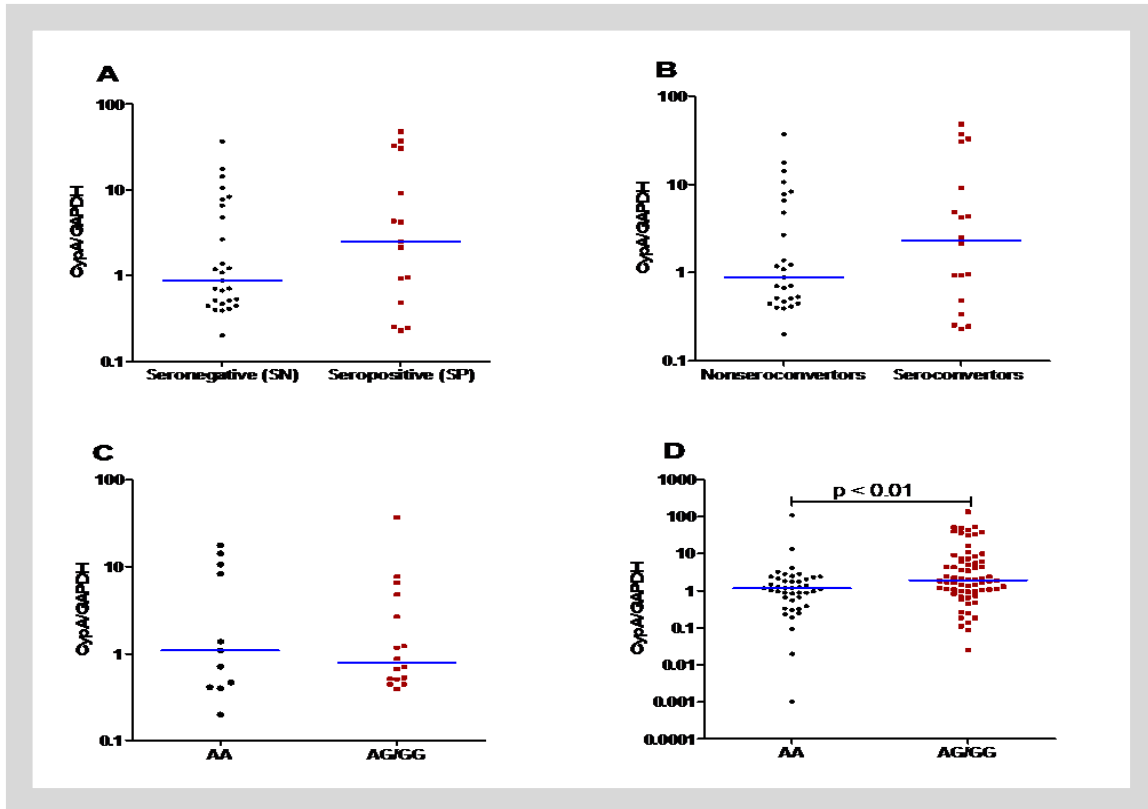 A
100
10
1
0.1
CypA/GAPDH
Seronegative (SN)
Seropositive (SP)
B
100
10
1
0.1
CypA/GAPDH
Nonseroconvertors
Seroconvertors
C
100
10
1
0.1
CypA/GAPDH
AA
AG/GG
D
1000
100
10
1
0.1
0.01
0.001
0.0001
CypA/GAPDH
p < 0.01
AA
AG/GG